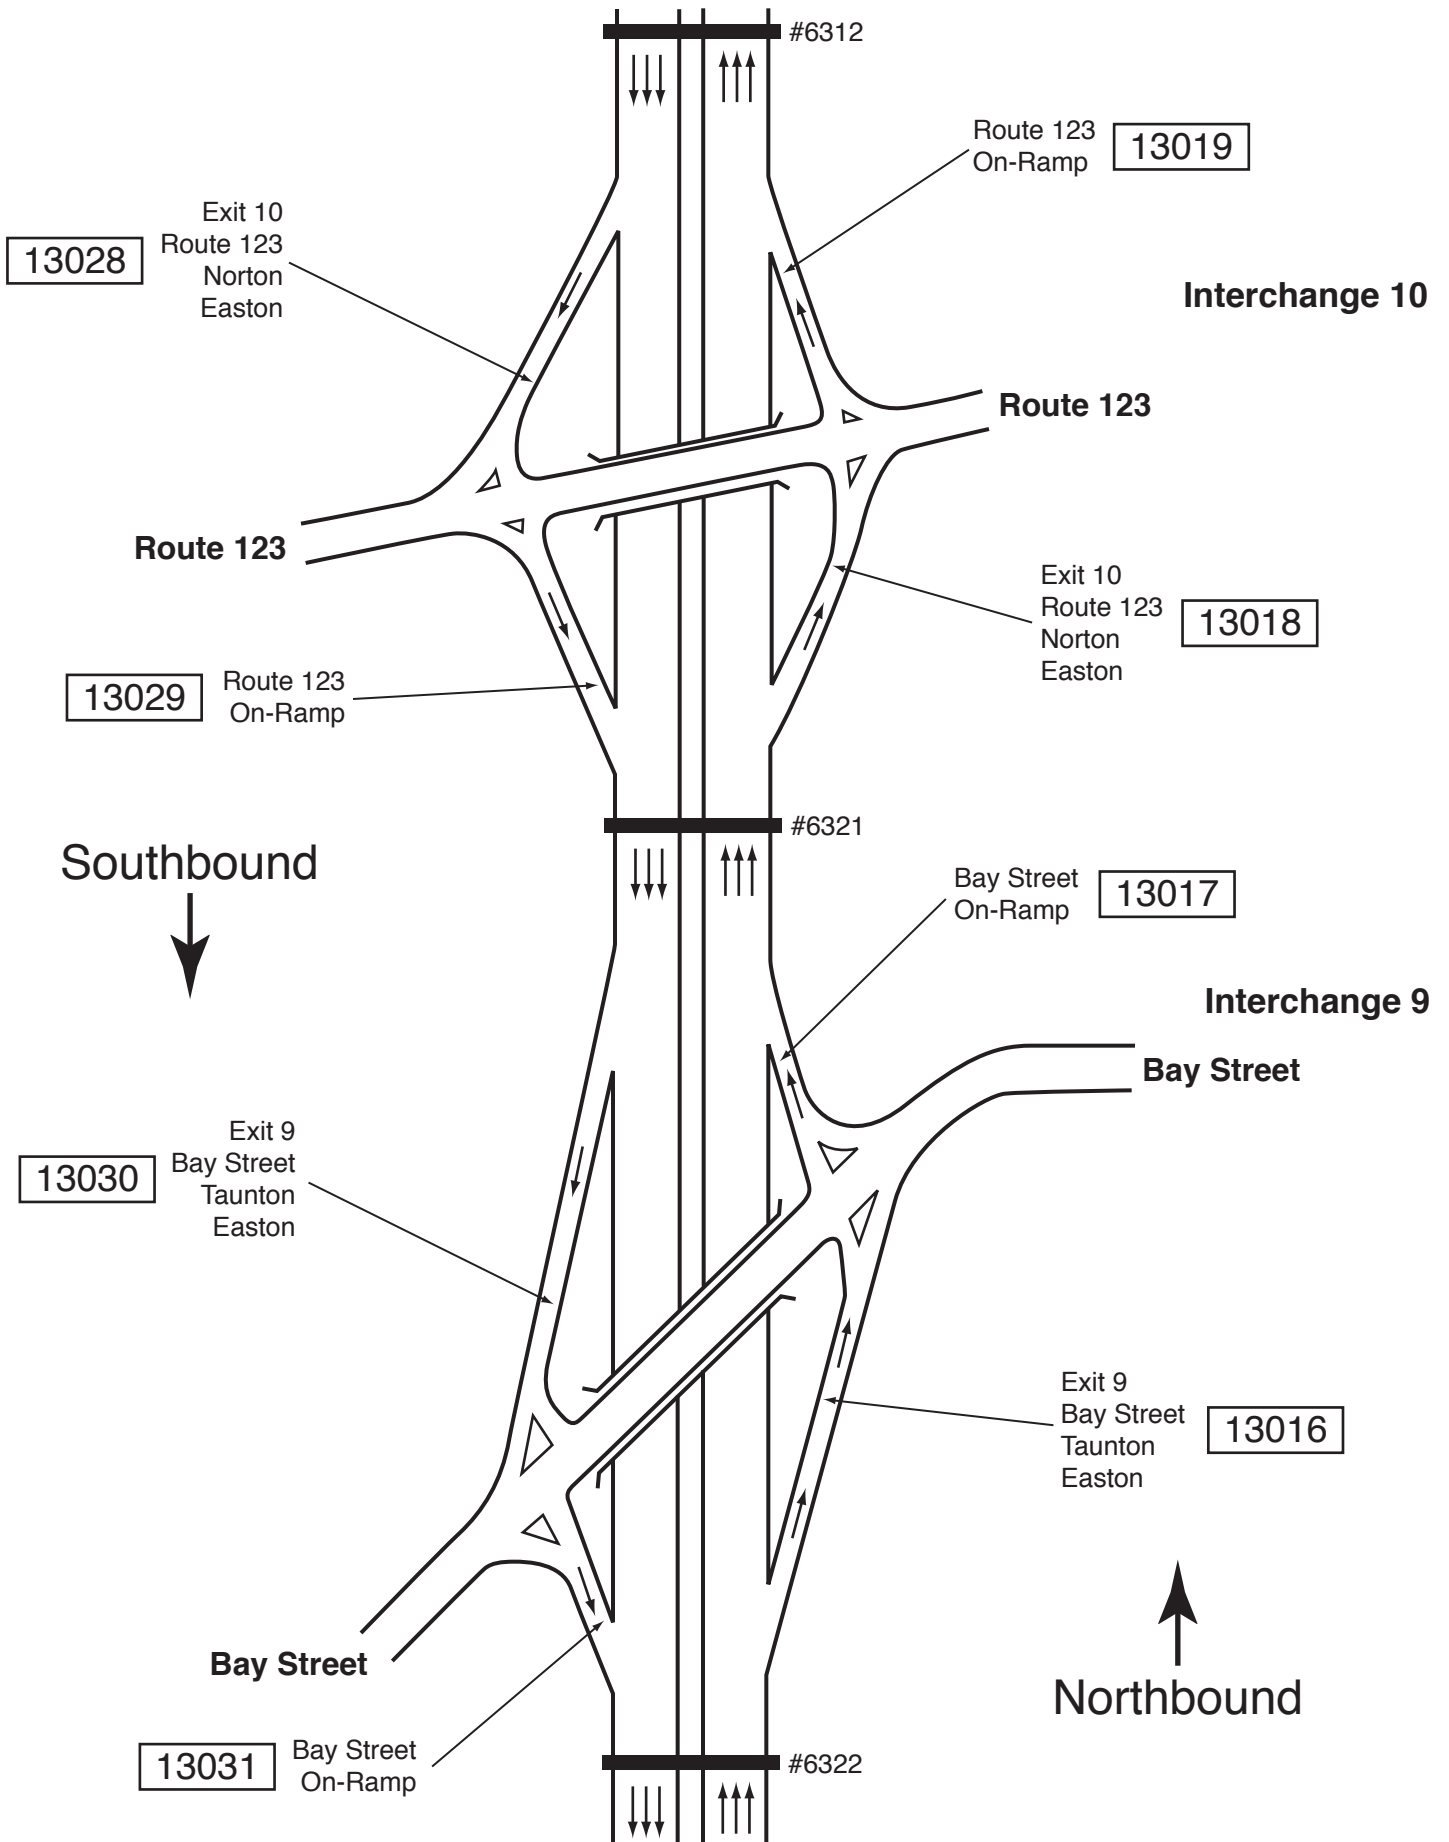 #6312
Route 123
On-Ramp
13019
Exit 10
Route 123
Norton
Easton
13028
Interchange 10
Route 123
Route 123
Exit 10
Route 123
Norton
Easton
13018
13029
Route 123
On-Ramp
#6321
Southbound
Bay Street
On-Ramp
13017
Interchange 9
Bay Street
Exit 9
Bay Street
Taunton
Easton
13030
Exit 9
Bay Street
Taunton
Easton
13016
Bay Street
Northbound
13031
Bay Street
On-Ramp
#6322